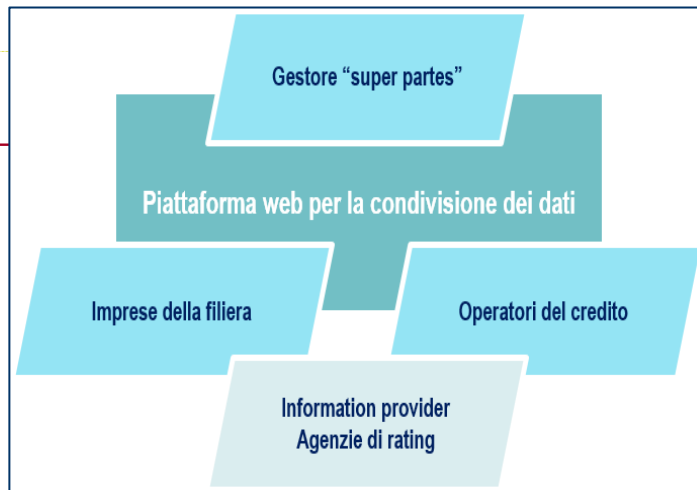 Gestore “super partes”
Piattaforma web per la condivisione dei dati
Imprese della filiera
Operatori del credito
Information provider
Agenzie di rating